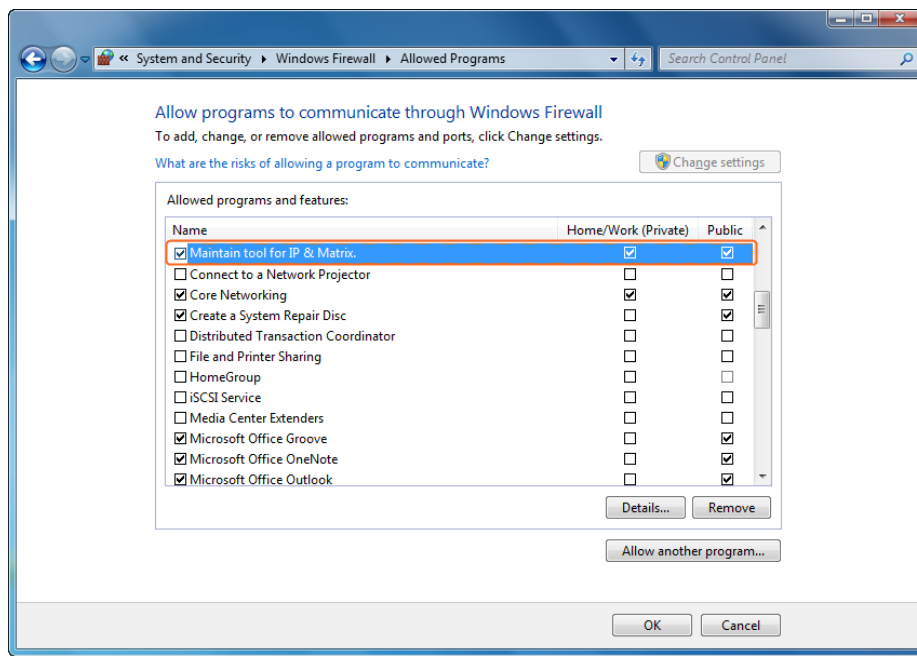 « System and Security ▸ Windows Firewall ▸ Allowed Programs
Search Control Panel
Allow programs to communicate through Windows Firewall
To add, change, or remove allowed programs and ports, click Change settings.
What are the risks of allowing a program to communicate?
Change settings
Allowed programs and features:
Name Home/Work (Private) Public
Maintain tool for IP & Matrix.
Connect to a Network Projector
Core Networking
Create a System Repair Disc
Distributed Transaction Coordinator
File and Printer Sharing
HomeGroup
iSCSI Service
Media Center Extenders
Microsoft Office Groove
Microsoft Office OneNote
Microsoft Office Outlook
Details... Remove
Allow another program...
OK Cancel